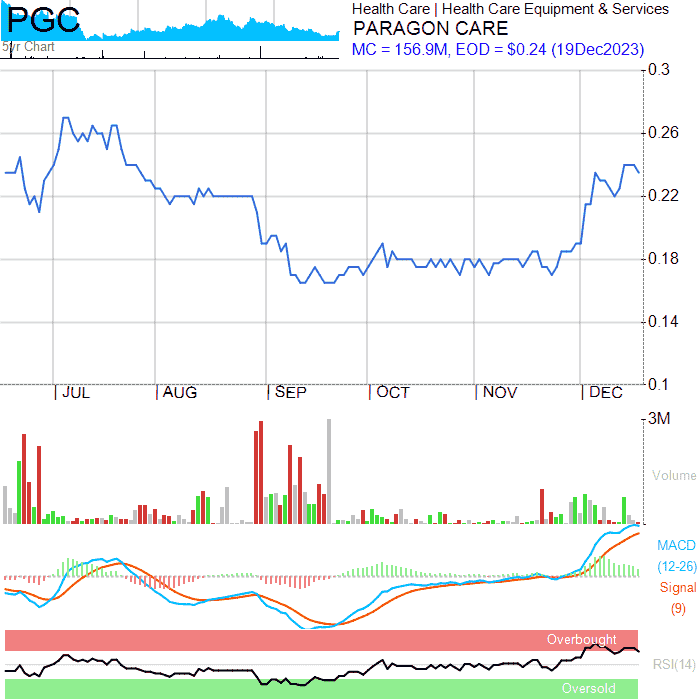 PGC
5yr Chart
Health Care | Health Care Equipment & Services
PARAGON CARE
MC = 156.9M, EOD = $0.24 (19Dec2023)
0.3
0.26
0.22
0.18
0.14
0.1
JUL AUG SEP OCT NOV DEC
3M
Volume
MACD
(12-26)
Signal
(9)
Overbought
RSI(14)
Oversold